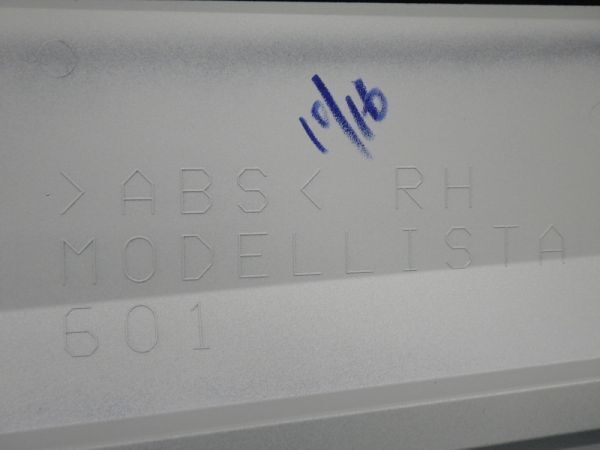 10/16
>ABS< RH
MODELLISTA
601